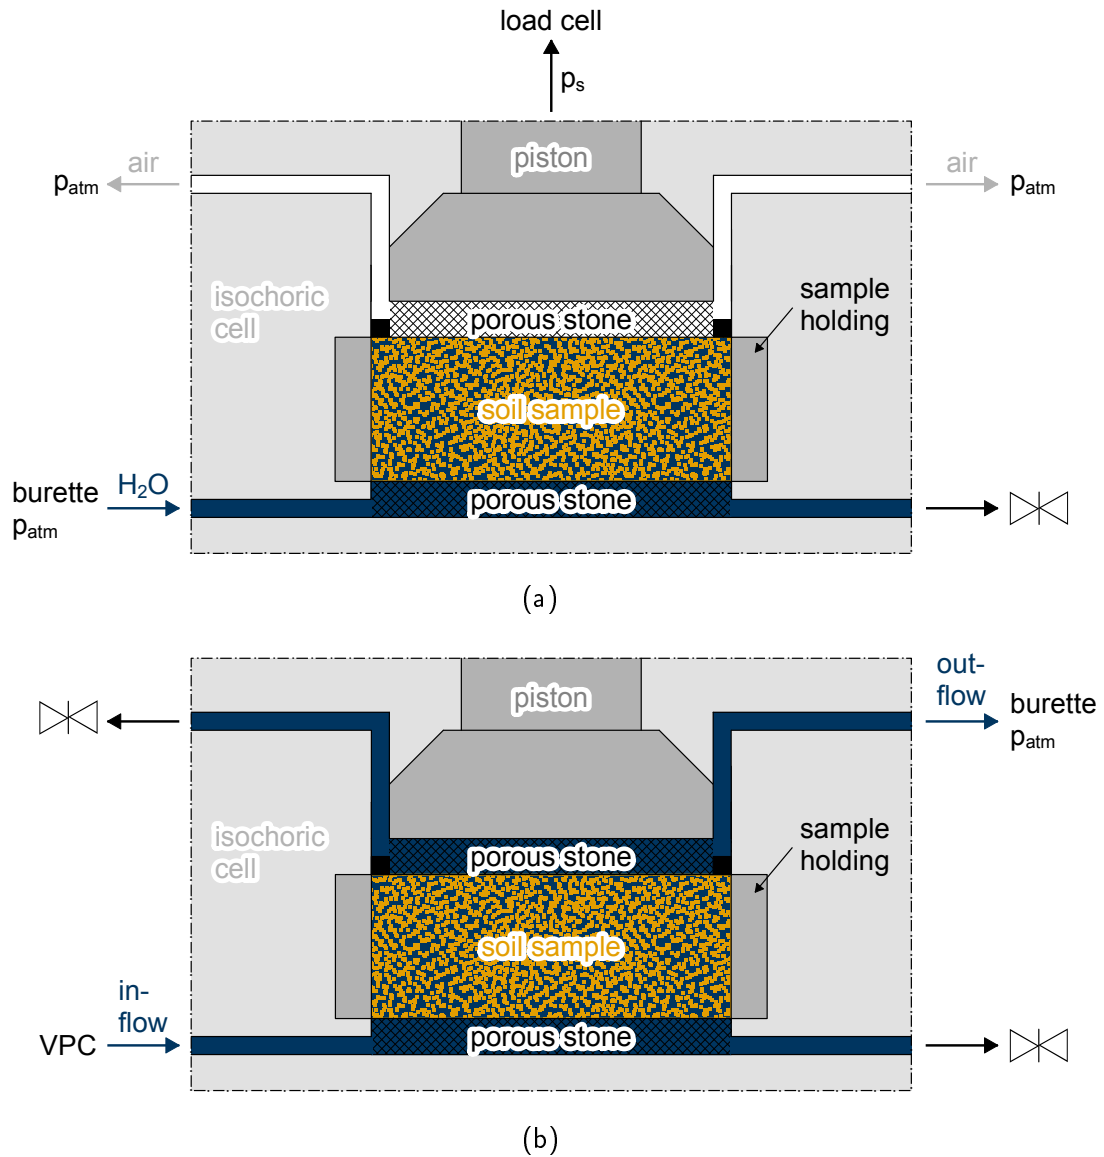 load cell
pₛ
piston
air
pₐₜₘ
air
pₐₜₘ
isochoric
cell
sample
holding
porous stone
soil sample
burette
pₐₜₘ
H₂O
porous stone
(a)
out-
flow
burette
pₐₜₘ
piston
isochoric
cell
sample
holding
porous stone
soil sample
in-
flow
VPC
porous stone
(b)